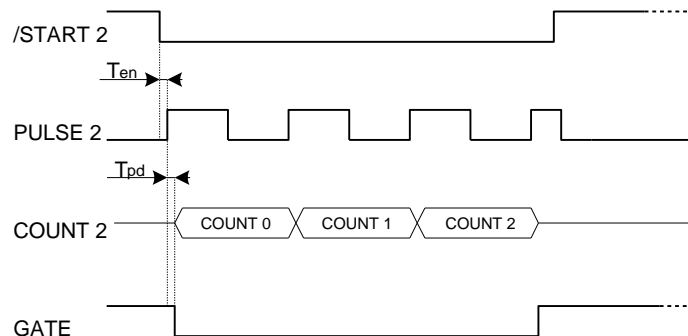 /START 2
Ten
PULSE 2
Tpd
COUNT 2
COUNT 0
COUNT 1
COUNT 2
GATE